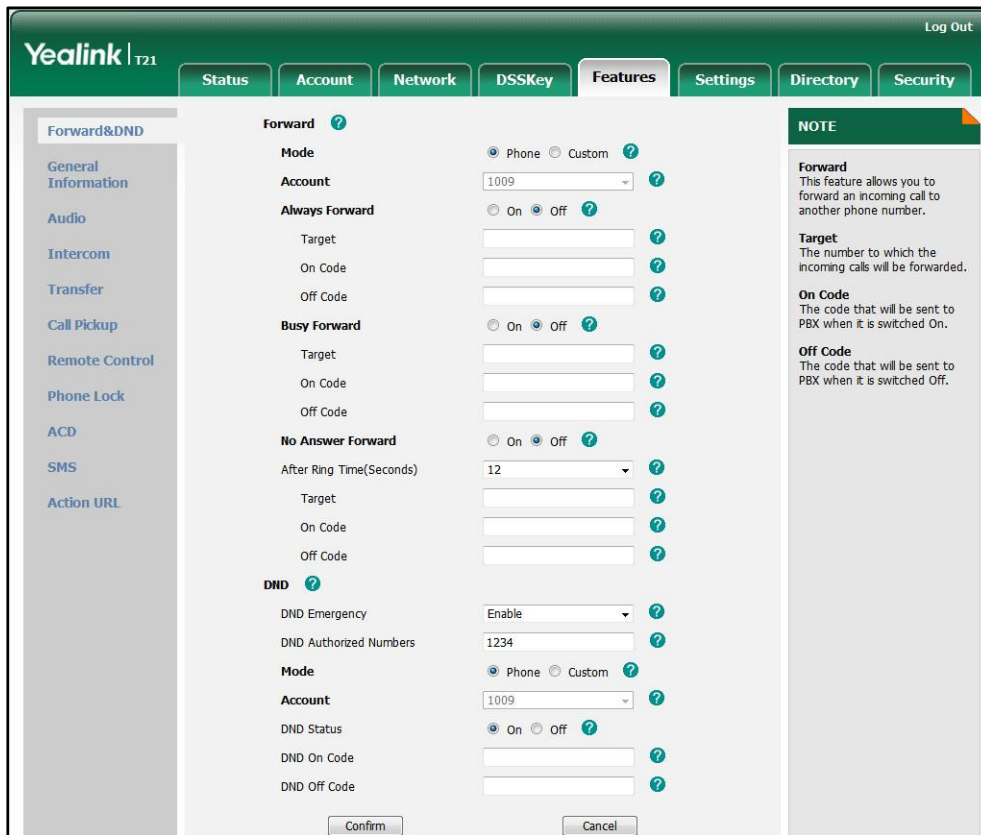 Log Out
Yealink T21
Status Account Network DSSKey Features Settings Directory Security
Forward&DND
General
Information
Audio
Intercom
Transfer
Call Pickup
Remote Control
Phone Lock
ACD
SMS
Action URL
Forward ?
Mode Phone Custom ?
Account 1009 ?
Always Forward On Off ?
Target ?
On Code ?
Off Code ?
Busy Forward On Off ?
Target ?
On Code ?
Off Code ?
No Answer Forward On Off ?
After Ring Time(Seconds) 12 ?
Target ?
On Code ?
Off Code ?
DND ?
DND Emergency Enable ?
DND Authorized Numbers 1234 ?
Mode Phone Custom ?
Account 1009 ?
DND Status On Off ?
DND On Code ?
DND Off Code ?
Confirm Cancel
NOTE
Forward
This feature allows you to
forward an incoming call to
another phone number.
Target
The number to which the
incoming calls will be forwarded.
On Code
The code that will be sent to
PBX when it is switched On.
Off Code
The code that will be sent to
PBX when it is switched Off.